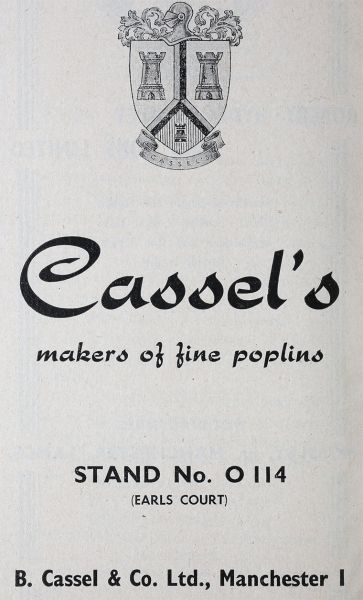 CASSEL'S
Cassel's
makers of fine poplins
STAND No. O 114
(EARLS COURT)
B. Cassel & Co. Ltd., Manchester 1